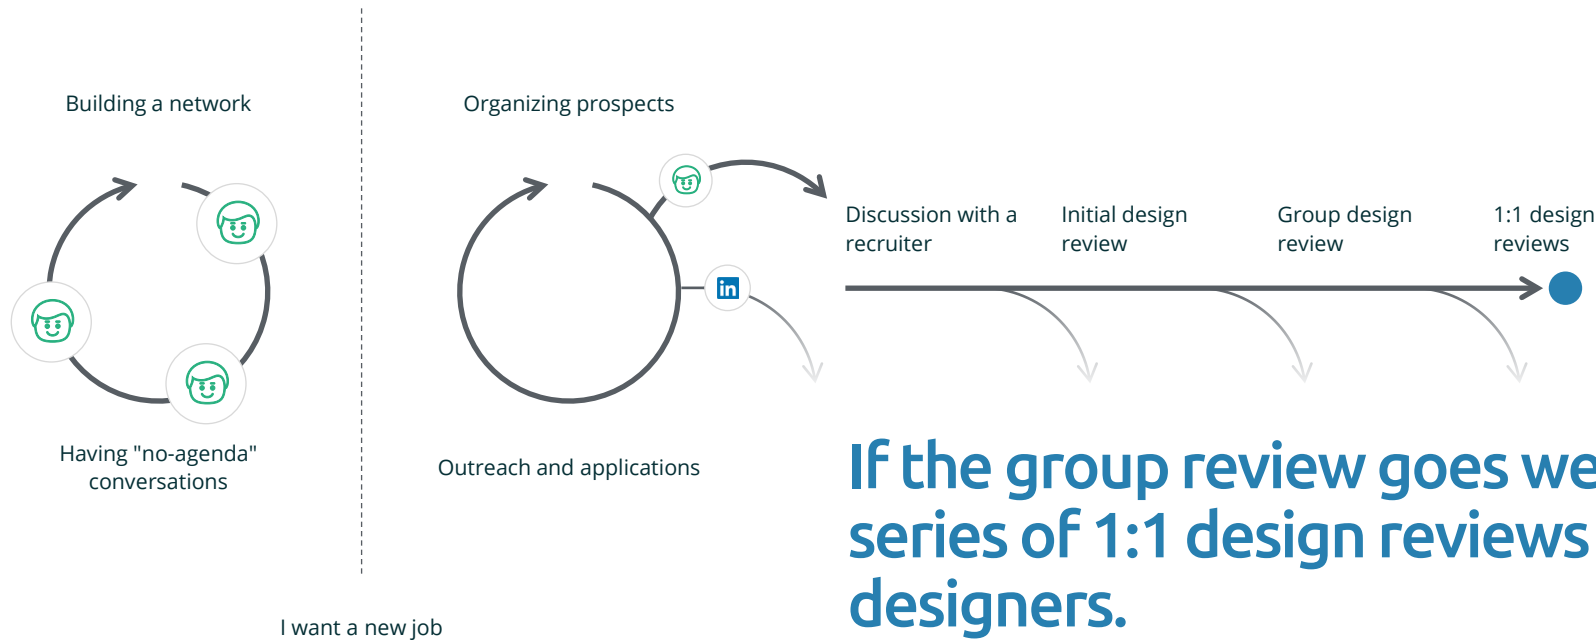 Building a network
Having "no-agenda"
conversations
I want a new job
Organizing prospects
Outreach and applications
in
Discussion with a
recruiter
Initial design
review
Group design
review
1:1 design
reviews
If the group review goes we
series of 1:1 design reviews
designers.